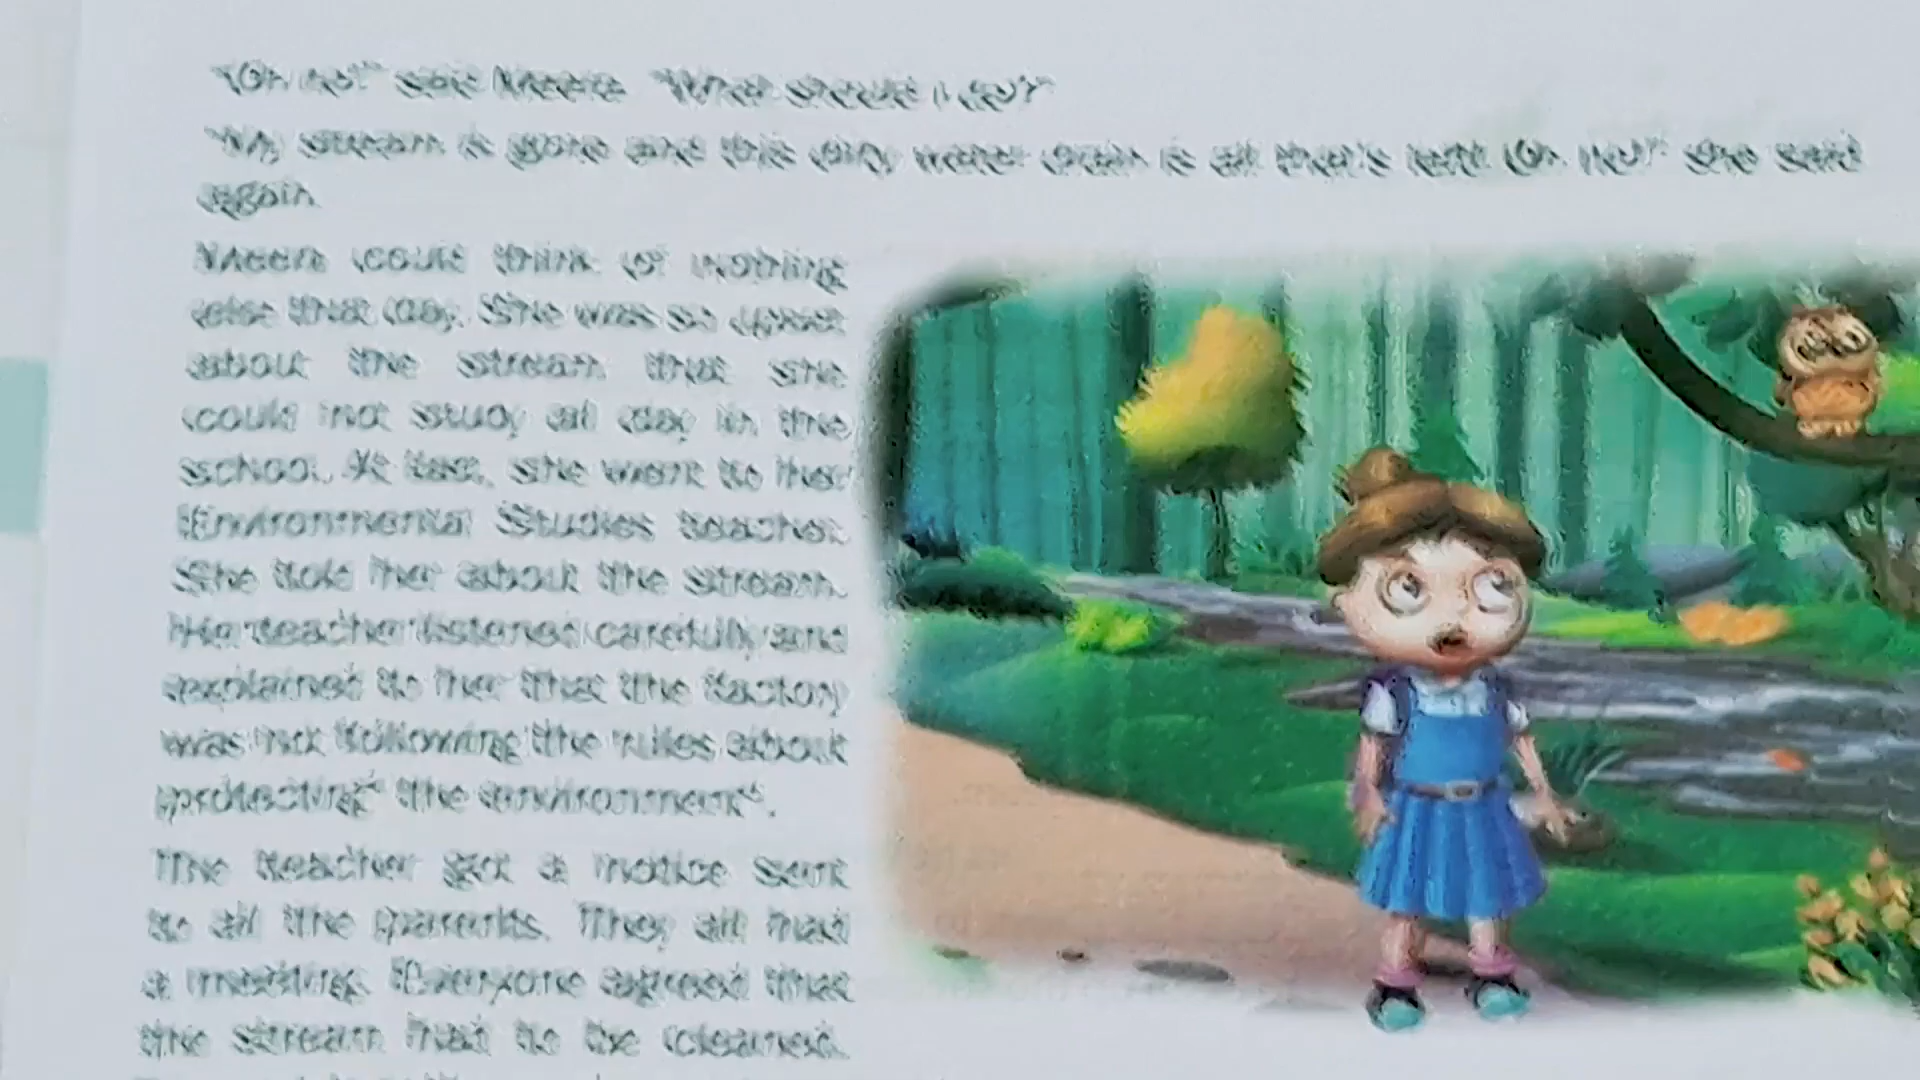 "Oh no!" said Meera. "What should I do?"
"My stream is gone and this dirty water drain is all that's left! Oh no!" she said
again.
Meera could think of nothing
else that day. She was so upset
about the stream that she
could not study all day in the
school. At last, she went to her
Environmental Studies teacher.
She told her about the stream.
Her teacher listened carefully and
explained to her that the factory
was not following the rules about
protecting the environment.
The teacher got a notice sent
to all the parents. They all had
a meeting. Everyone agreed that
the stream had to be cleaned.